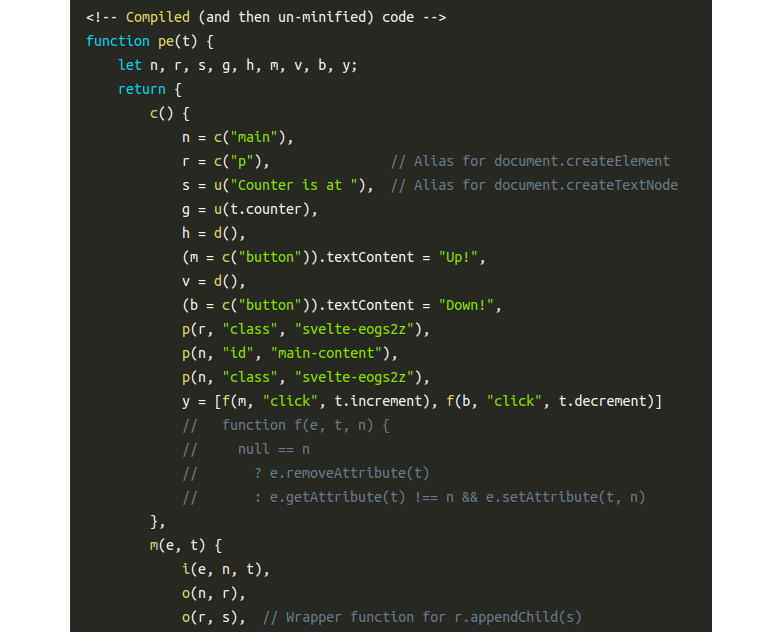 <!-- Compiled (and then un-minified) code -->
function pe(t) {
    let n, r, s, g, h, m, v, b, y;
    return {
        c() {
            n = c("main"),
            r = c("p"),               // Alias for document.createElement
            s = u("Counter is at "),  // Alias for document.createTextNode
            g = u(t.counter),
            h = d(),
            (m = c("button")).textContent = "Up!",
            v = d(),
            (b = c("button")).textContent = "Down!",
            p(r, "class", "svelte-eogs2z"),
            p(n, "id", "main-content"),
            p(n, "class", "svelte-eogs2z"),
            y = [f(m, "click", t.increment), f(b, "click", t.decrement)]
            //   function f(e, t, n) {
            //     null == n
            //       ? e.removeAttribute(t)
            //       : e.getAttribute(t) !== n && e.setAttribute(t, n)
        },
        m(e, t) {
            i(e, n, t),
            o(n, r),
            o(r, s),  // Wrapper function for r.appendChild(s)